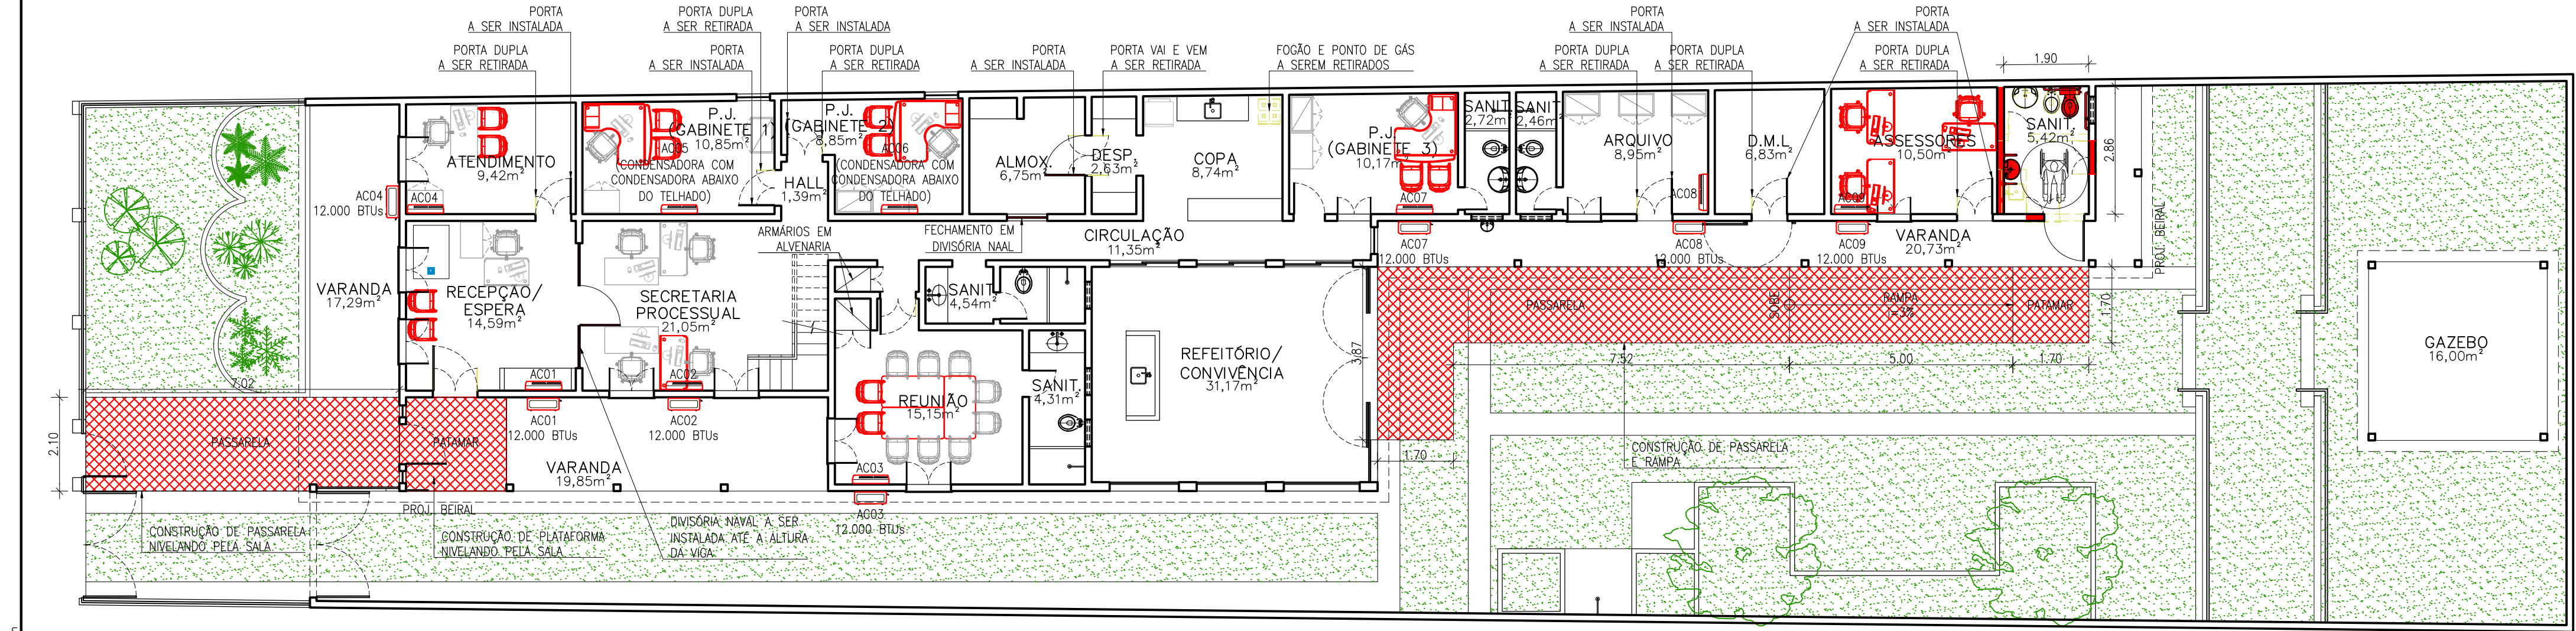 PORTA
A SER INSTALADA
PORTA DUPLA
A SER RETIRADA
PORTA DUPLA
A SER RETIRADA
PORTA
A SER INSTALADA
PORTA
A SER INSTALADA
PORTA DUPLA
A SER RETIRADA
PORTA
A SER INSTALADA
PORTA VAI E VEM
A SER RETIRADA
FOGÃO E PONTO DE GÁS
A SEREM RETIRADOS
PORTA
A SER INSTALADA
PORTA DUPLA
A SER RETIRADA
PORTA DUPLA
A SER RETIRADA
PORTA
A SER INSTALADA
PORTA DUPLA
A SER RETIRADA
1.90
2.86
ATENDIMENTO
9,42m²
AC04
12.000 BTUs
AC04
P.J.
(GABINETE 1)
10,85m²
AC05
(CONDENSADORA COM
CONDENSADORA ABAIXO
DO TELHADO)
HALL
1,39m²
P.J.
(GABINETE 2)
8,85m²
AC06
(CONDENSADORA COM
CONDENSADORA ABAIXO
DO TELHADO)
ALMOX.
6,75m²
DESP.
2,63m²
COPA
8,74m²
P.J.
(GABINETE 3)
10,17m²
AC07
SANIT.
2,72m²
SANIT.
2,46m²
ARQUIVO
8,95m²
AC08
D.M.L
6,83m²
ASSESSORES
10,50m²
AC09
SANIT.
5,42m²
VARANDA
17,29m²
RECEPÇÃO/
ESPERA
14,59m²
AC01
SECRETARIA
PROCESSUAL
21,05m²
AC02
ARMÁRIOS EM
ALVENARIA
FECHAMENTO EM
DIVISÓRIA NAAL
CIRCULAÇÃO
11,35m²
AC07
12.000 BTUs
AC08
12.000 BTUs
AC09
12.000 BTUs
VARANDA
20,73m²
PROJ. BEIRAL
SANIT.
4,54m²
REUNIÃO
15,15m²
AC03
SANIT.
4,31m²
REFEITÓRIO/
CONVIVÊNCIA
31,17m²
3.87
PASSARELA
SOBE
RAMPA
i=3%
PATAMAR
1.70
7.52
5.00
1.70
1.70
GAZEBO
16,00m²
7.02
2.10
PASSARELA
PATAMAR
AC01
12.000 BTUs
AC02
12.000 BTUs
VARANDA
19,85m²
AC03
12.000 BTUs
PROJ. BEIRAL
CONSTRUÇÃO DE PASSARELA
NIVELANDO PELA SALA
CONSTRUÇÃO DE PLATAFORMA
NIVELANDO PELA SALA
DIVISÓRIA NAVAL A SER
INSTALADA ATÉ A ALTURA
DA VIGA.
CONSTRUÇÃO DE PASSARELA
E RAMPA